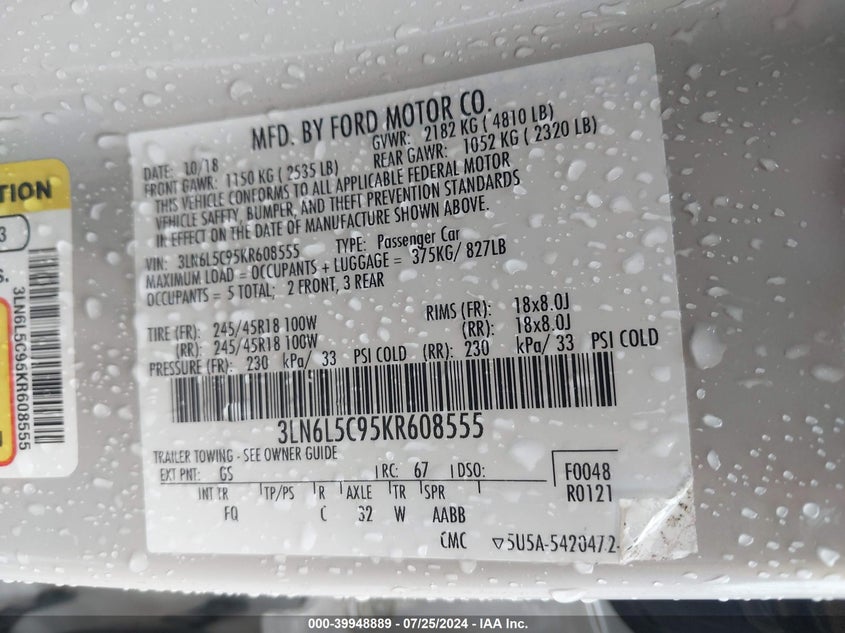 MFD. BY FORD MOTOR CO.
DATE: 10/18
GVWR: 2182 KG ( 4810 LB)
FRONT GAWR: 1150 KG ( 2535 LB)
REAR GAWR: 1052 KG ( 2320 LB)
THIS VEHICLE CONFORMS TO ALL APPLICABLE FEDERAL MOTOR
VEHICLE SAFETY, BUMPER, AND THEFT PREVENTION STANDARDS
IN EFFECT ON THE DATE OF MANUFACTURE SHOWN ABOVE.
VIN: 3LN6L5C95KR608555 TYPE: Passenger Car
MAXIMUM LOAD = OCCUPANTS + LUGGAGE = 375KG/ 827LB
OCCUPANTS = 5 TOTAL; 2 FRONT, 3 REAR
TIRE (FR): 245/45R18 100W RIMS (FR): 18x8.0J
(RR): 245/45R18 100W (RR): 18x8.0J
PRESSURE (FR): 230 kPa/ 33 PSI COLD (RR): 230 kPa/ 33 PSI COLD
3LN6L5C95KR608555
TRAILER TOWING - SEE OWNER GUIDE
EXT PNT: GS RC: 67 DSO: F0048
R0121
INT TR TP/PS R AXLE TR SPR
FQ C 32 W AABB
CMC ▽5U5A-5420472-
TION
3
S.
3LN6L5C95KR608555
000-39948889 - 07/25/2024 - IAA Inc.